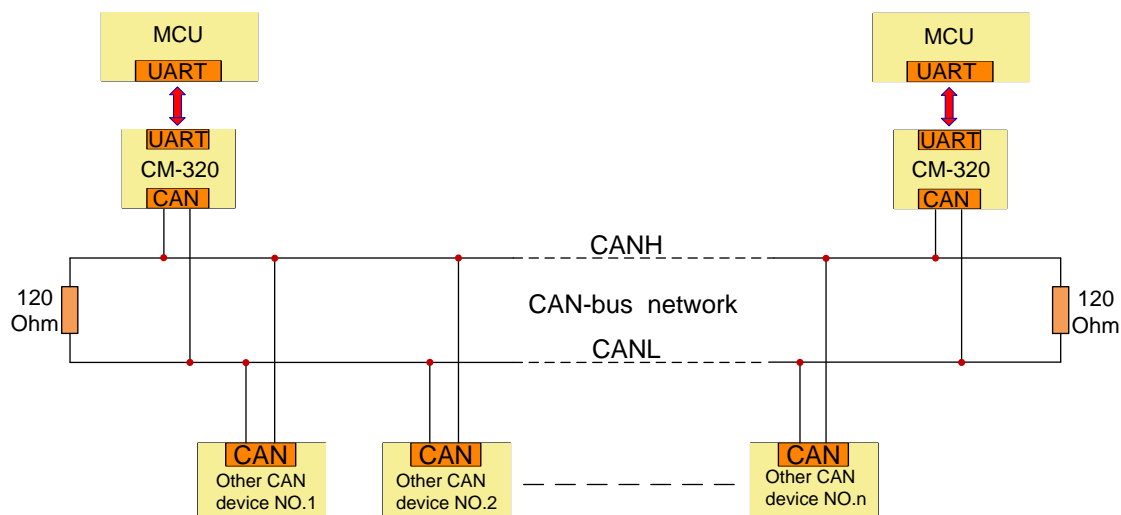 MCU
UART
UART
CM-320
CAN
MCU
UART
UART
CM-320
CAN
CANH
120
Ohm
CAN-bus network
120
Ohm
CANL
CAN
Other CAN
device NO.1
CAN
Other CAN
device NO.2
CAN
Other CAN
device NO.n